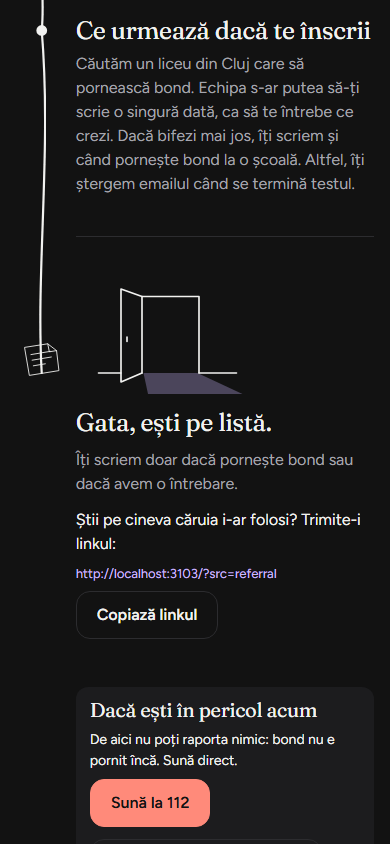 Ce urmează dacă te înscrii
Căutăm un liceu din Cluj care să
pornească bond. Echipa s-ar putea să-ți
scrie o singură dată, ca să te întrebe ce
crezi. Dacă bifezi mai jos, îți scriem și
când pornește bond la o școală. Altfel, îți
ștergem emailul când se termină testul.
Gata, ești pe listă.
Îți scriem doar dacă pornește bond sau
dacă avem o întrebare.
Știi pe cineva căruia i-ar folosi? Trimite-i
linkul:
http://localhost:3103/?src=referral
Copiază linkul
Dacă ești în pericol acum
De aici nu poți raporta nimic: bond nu e
pornit încă. Sună direct.
Sună la 112